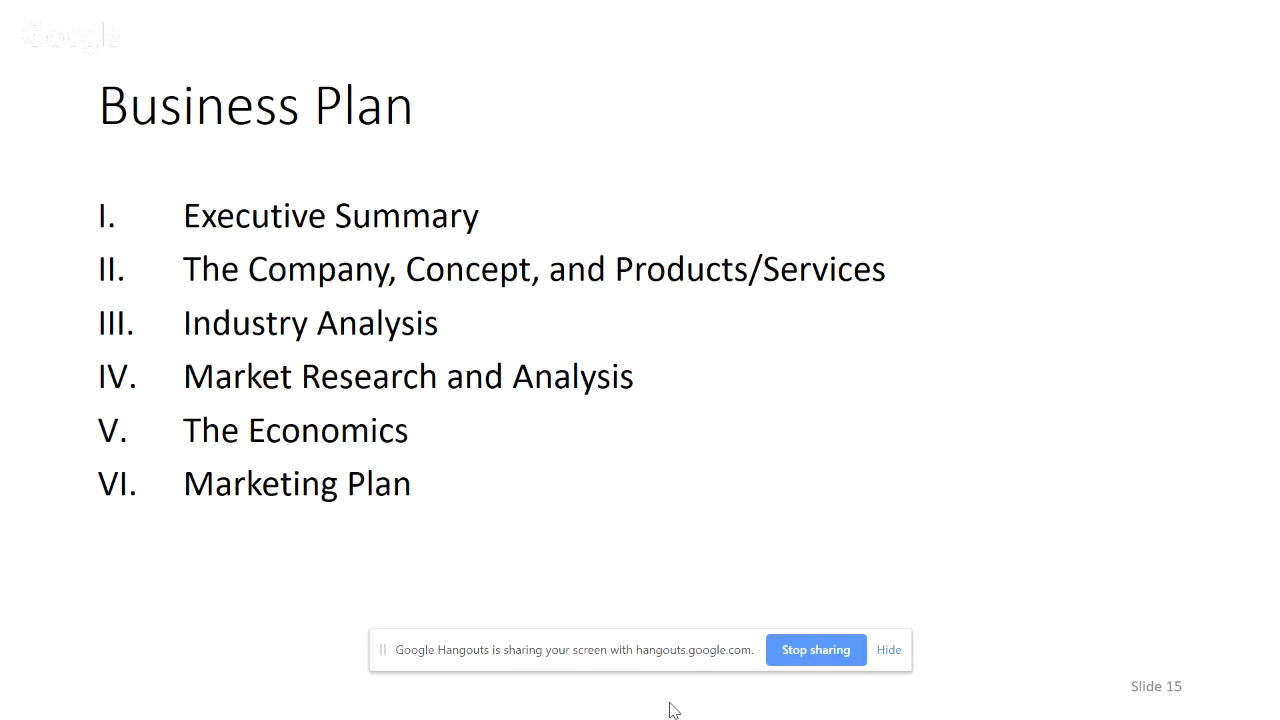 Google
Business Plan
I. Executive Summary
II. The Company, Concept, and Products/Services
III. Industry Analysis
IV. Market Research and Analysis
V. The Economics
VI. Marketing Plan
Google Hangouts is sharing your screen with hangouts.google.com. Stop sharing Hide
Slide 15